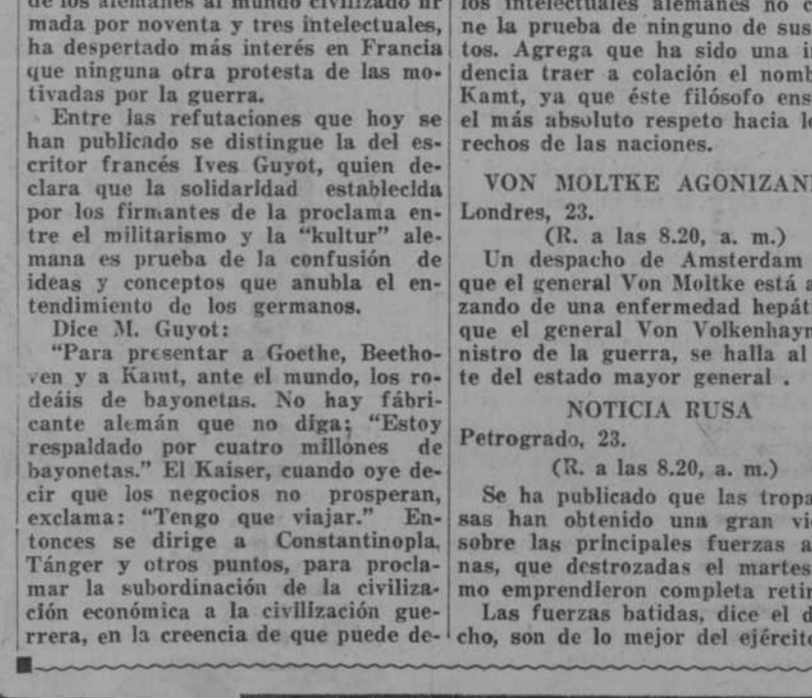 de los alemanes al mundo civilizado fir
mada por noventa y tres intelectuales,
ha despertado más interés en Francia
que ninguna otra protesta de las mo-
tivadas por la guerra.
Entre las refutaciones que hoy se
han publicado se distingue la del es-
critor francés Ives Guyot, quien de-
clara que la solidaridad establecida
por los firmantes de la proclama en-
tre el militarismo y la "kultur" ale-
mana es prueba de la confusión de
ideas y conceptos que anubla el en-
tendimiento de los germanos.
Dice M. Guyot:
"Para presentar a Goethe, Beetho-
ven y a Kamt, ante el mundo, los ro-
deáis de bayonetas. No hay fábri-
cante alemán que no diga; "Estoy
respaldado por cuatro millones de
bayonetas." El Kaiser, cuando oye de-
cir que los negocios no prosperan,
exclama: "Tengo que viajar." En-
tonces se dirige a Constantinopla,
Tánger y otros puntos, para procla-
mar la subordinación de la civiliza-
ción económica a la civilización gue-
rrera, en la creencia de que puede de-
los intelectuales alemanes no
ne la prueba de ninguno de sus
tos. Agrega que ha sido una
dencia traer a colación el nomb
Kamt, ya que éste filósofo ens
el más absoluto respeto hacia
rechos de las naciones.
VON MOLTKE AGONIZAN
Londres, 23.
(R. a las 8.20, a. m.)
Un despacho de Amsterdam
que el general Von Moltke está a
zando de una enfermedad hepát
que el general Von Volkenhayn
nistro de la guerra, se halla al
te del estado mayor general .
NOTICIA RUSA
Petrogrado, 23.
(R. a las 8.20, a. m.)
Se ha publicado que las tropa
sas han obtenido una gran vi
sobre las principales fuerzas a
nas, que destrozadas el martes
mo emprendieron completa retir
Las fuerzas batidas, dice el d
cho, son de lo mejor del ejército